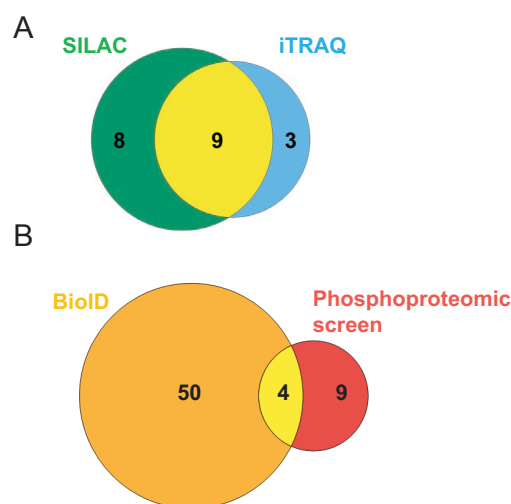 A
SILAC
iTRAQ
8
9
3
B
BioID
Phosphoproteomic
screen
50
4
9